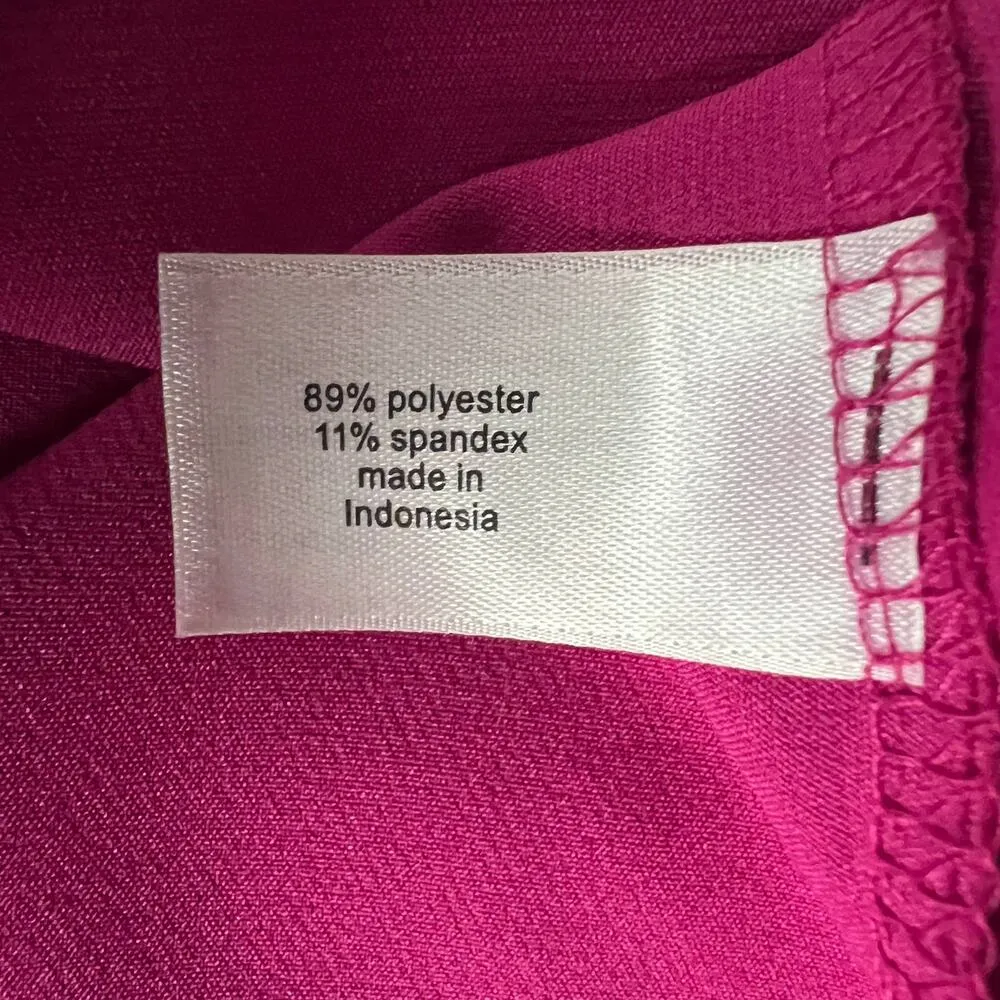 89% polyester
11% spandex
made in
Indonesia